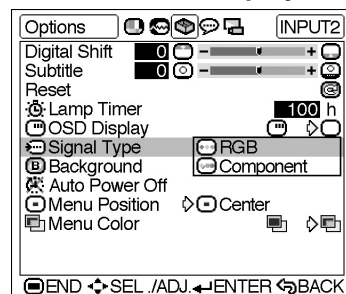 Options INPUT2
Digital Shift 0 - +
Subtitle 0 - +
Reset
Lamp Timer 100 h
OSD Display
Signal Type RGB
B Background Component
Auto Power Off
Menu Position Center
Menu Color
END SEL./ADJ. ENTER BACK